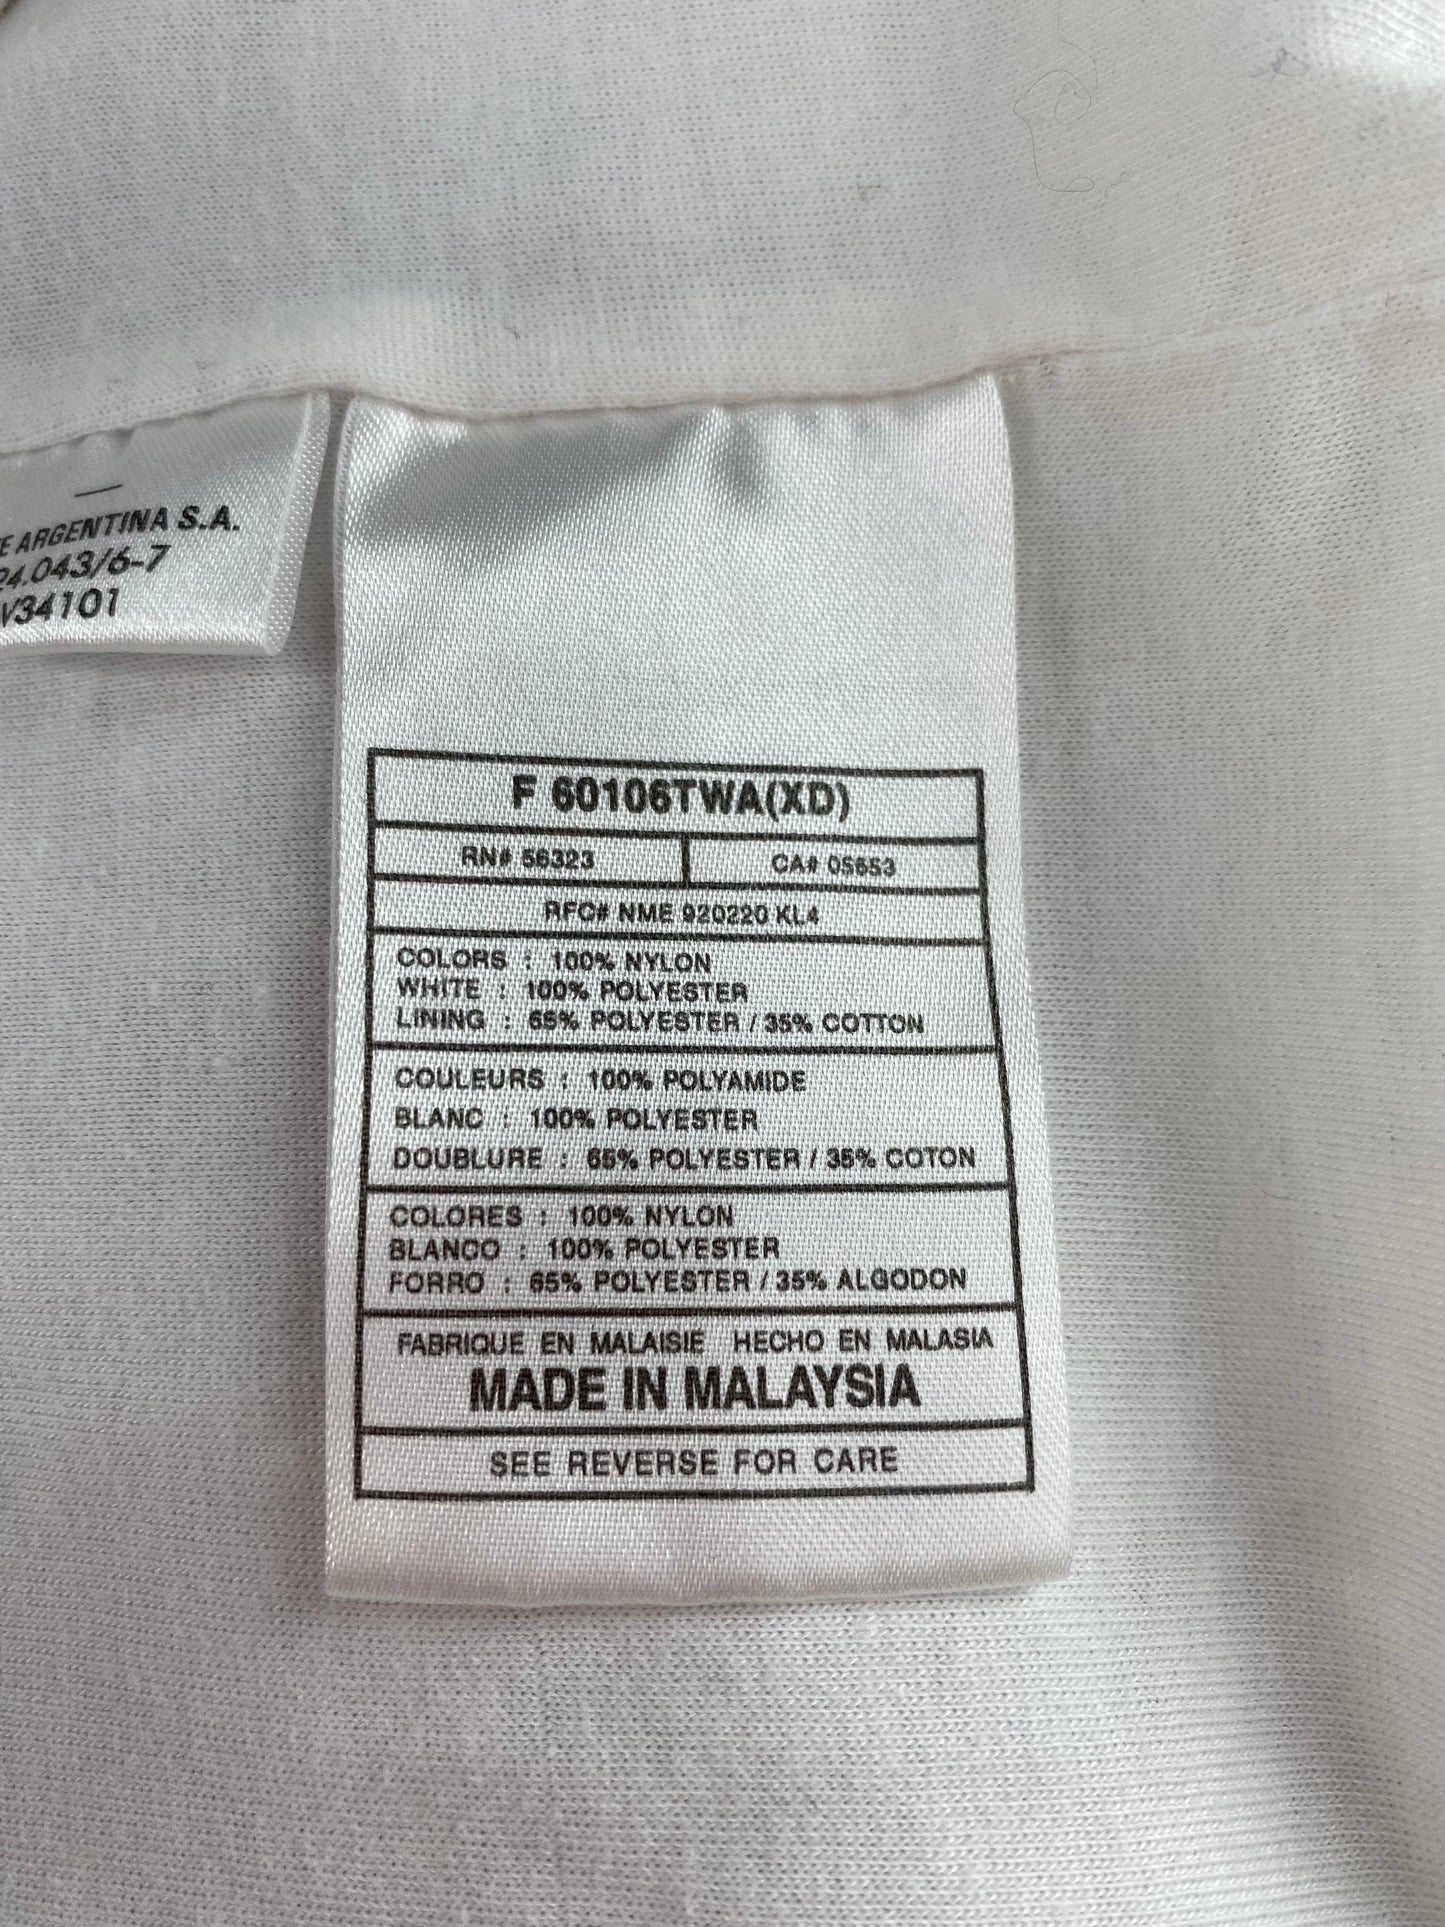 E ARGENTINA S.A.
24.043/6-7
V34101
F 60106TWA(XD)
RN# 56323 CA# 05653
RFC# NME 920220 KL4
COLORS : 100% NYLON
WHITE : 100% POLYESTER
LINING : 65% POLYESTER / 35% COTTON
COULEURS : 100% POLYAMIDE
BLANC : 100% POLYESTER
DOUBLURE : 65% POLYESTER / 35% COTON
COLORES : 100% NYLON
BLANCO : 100% POLYESTER
FORRO : 65% POLYESTER / 35% ALGODON
FABRIQUE EN MALAISIE HECHO EN MALASIA
MADE IN MALAYSIA
SEE REVERSE FOR CARE